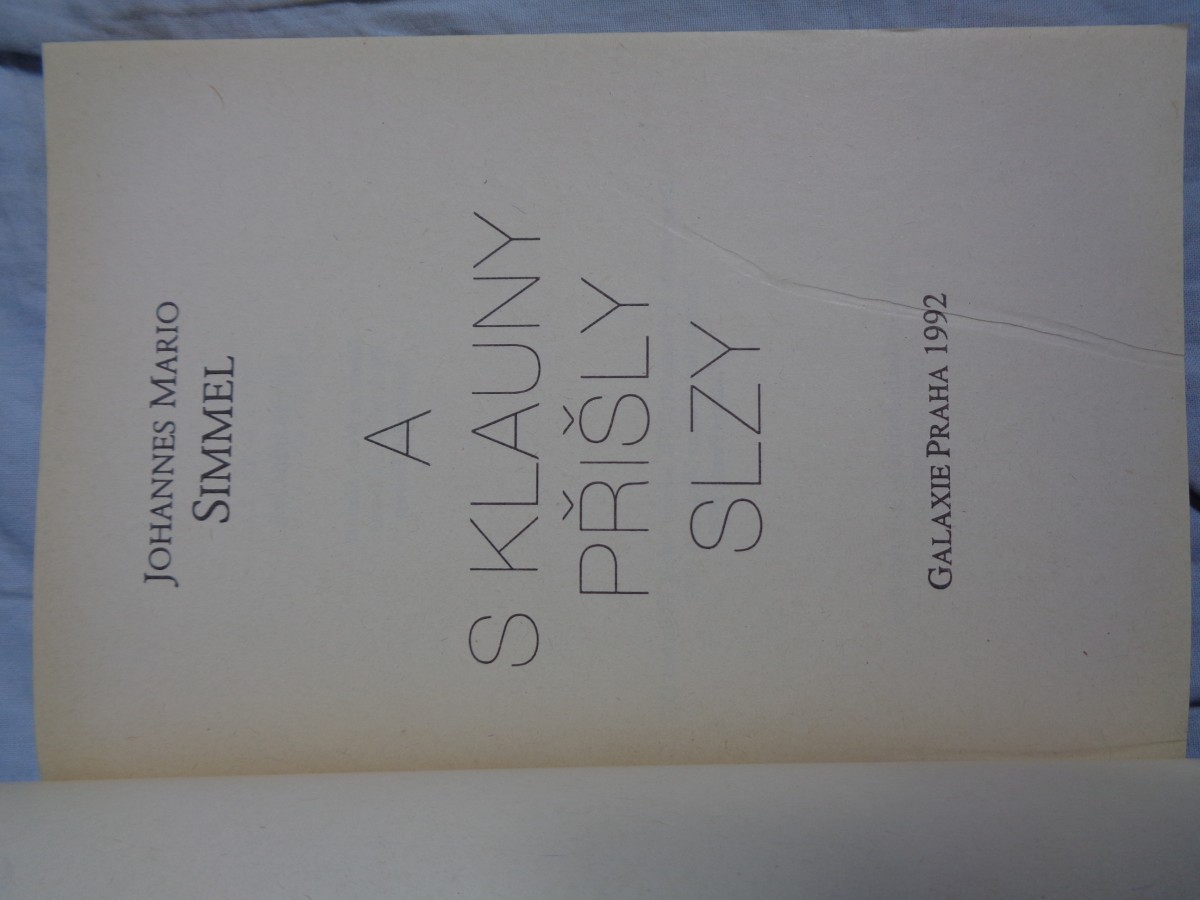 JOHANNES MARIO
SIMMEL
A
S KLAUNY
PŘIŠLY
SLZY
GALAXIE PRAHA 1992